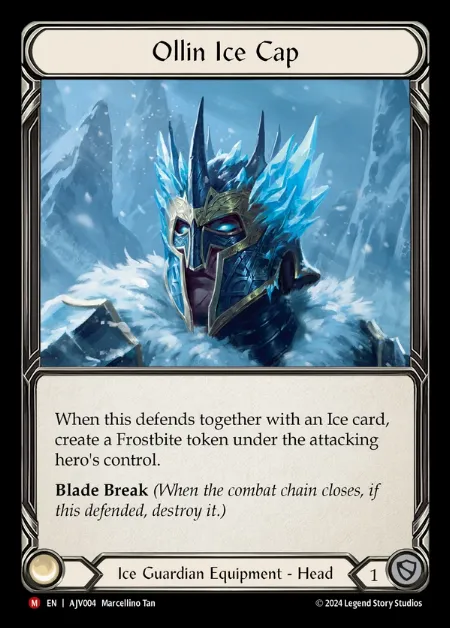 Ollin Ice Cap
When this defends together with an Ice card,
create a Frostbite token under the attacking
hero's control.
Blade Break (When the combat chain closes, if
this defended, destroy it.)
Ice Guardian Equipment - Head
1
M EN | AJV004 Marcellino Tan
© 2024 Legend Story Studios